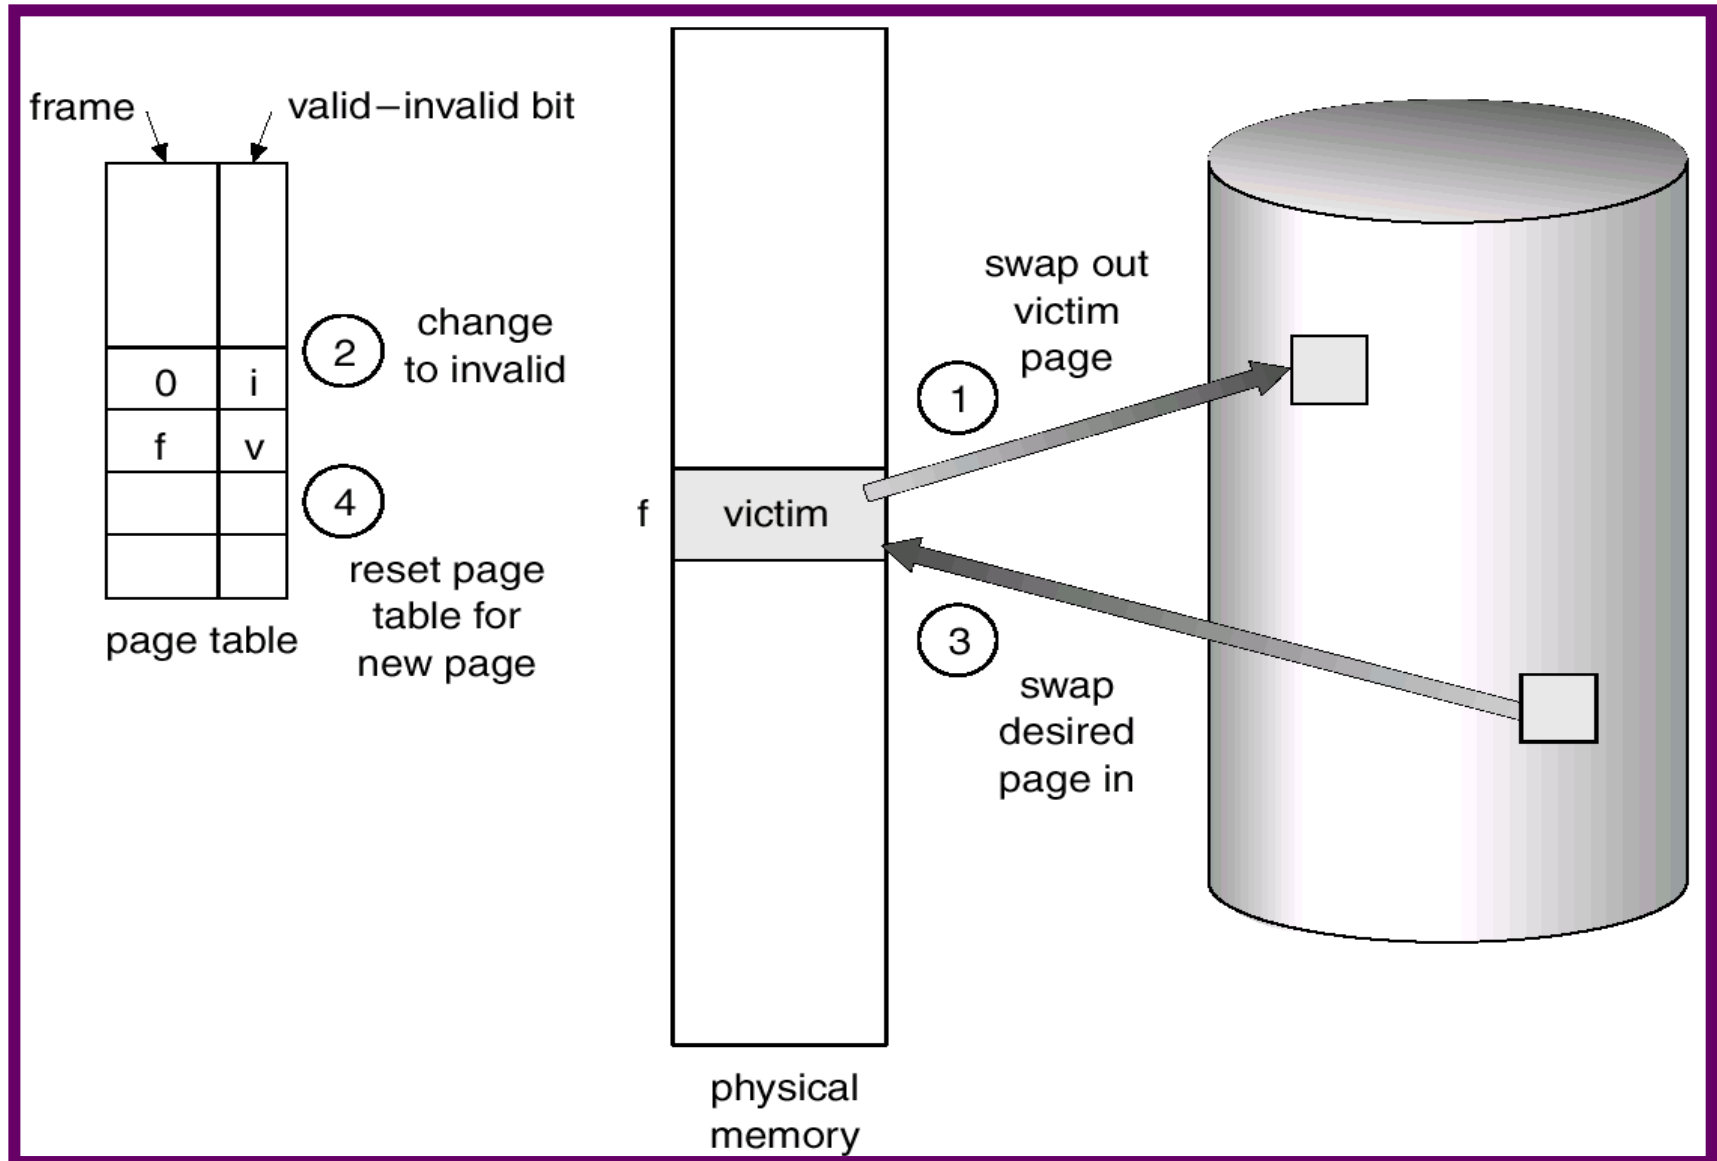 frame
valid–invalid bit
0 i
f v
page table
2
change
to invalid
4
reset page
table for
new page
f
victim
physical
memory
1
swap out
victim
page
3
swap
desired
page in